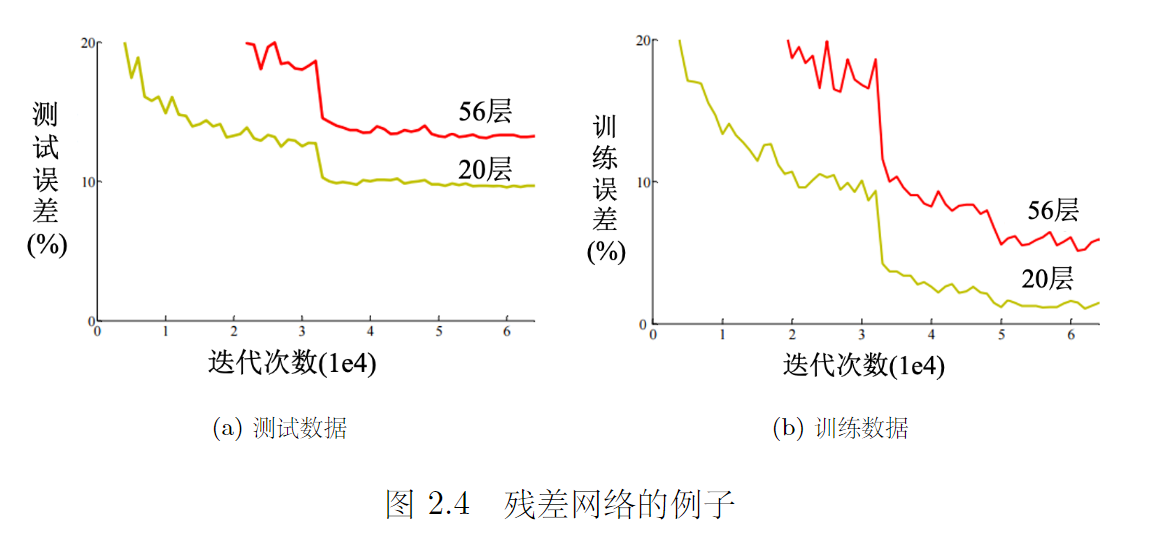 20
10
0
测试误差(%)
56层
20层
0 1 2 3 4 5 6
迭代次数(1e4)
(a) 测试数据
20
10
0
训练误差(%)
56层
20层
0 1 2 3 4 5 6
迭代次数(1e4)
(b) 训练数据
图 2.4 残差网络的例子